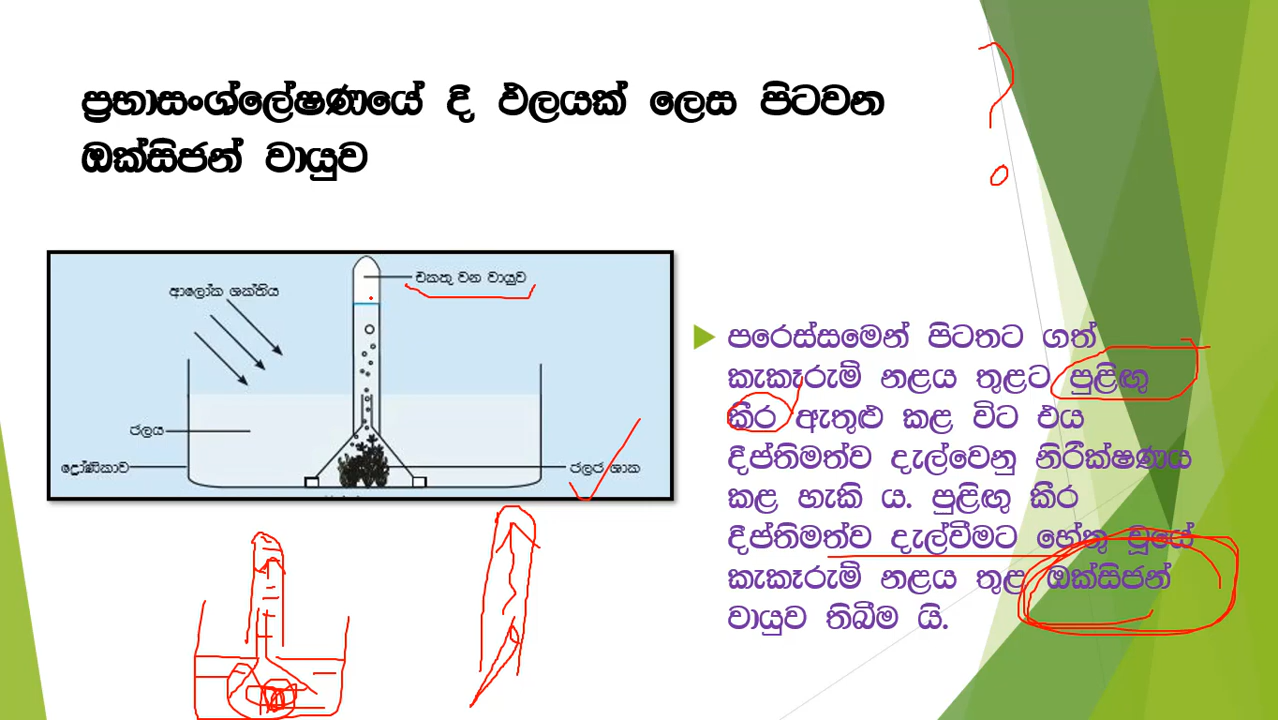 ප්‍රභාසංශ්ලේෂණයේ දී ඵලයක් ලෙස පිටවන
ඔක්සිජන් වායුව
එකතු වන වායුව
ආලෝක ශක්තිය
ජලය
ද්‍රෝණිකාව
ජලජ ශාක
පරෙස්සමෙන් පිටතට ගත්
කැකෑරුම් නළය තුළට පුළිඟු
කීර ඇතුළු කළ විට එය
දීප්තිමත්ව දැල්වෙනු නිරීක්ෂණය
කළ හැකි ය. පුළිඟු කීර
දීප්තිමත්ව දැල්වීමට හේතු වූයේ
කැකෑරුම් නළය තුළ ඔක්සිජන්
වායුව තිබීම යි.